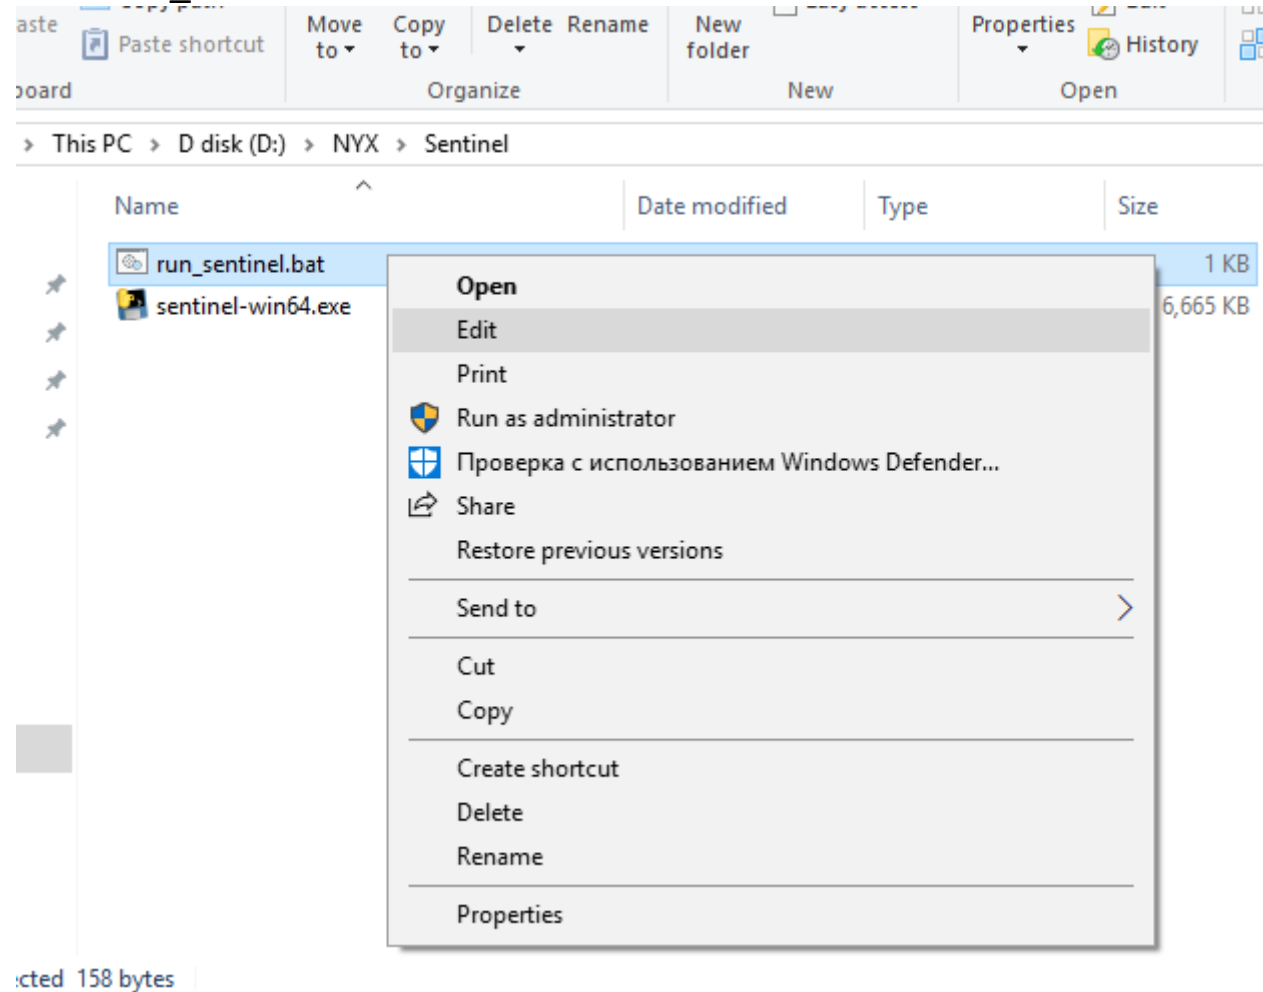 aste
Paste shortcut
Move to
Copy to
Delete
Rename
New folder
Properties
History
board
Organize
New
Open
This PC > D disk (D:) > NYX > Sentinel
Name Date modified Type Size
run_sentinel.bat 1 KB
sentinel-win64.exe 6,665 KB
Open
Edit
Print
Run as administrator
Проверка с использованием Windows Defender...
Share
Restore previous versions
Send to
Cut
Copy
Create shortcut
Delete
Rename
Properties
ected 158 bytes